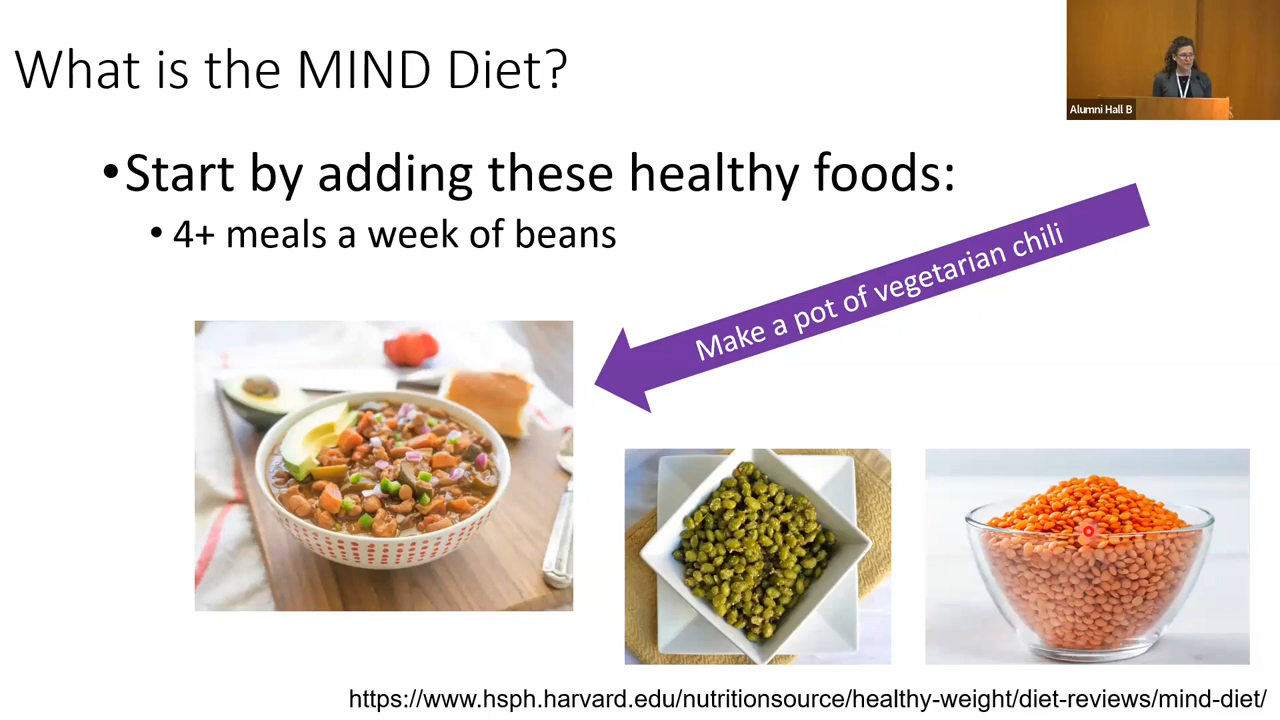 What is the MIND Diet?
Alumni Hall B
•Start by adding these healthy foods:
• 4+ meals a week of beans
Make a pot of vegetarian chili
https://www.hsph.harvard.edu/nutritionsource/healthy-weight/diet-reviews/mind-diet/